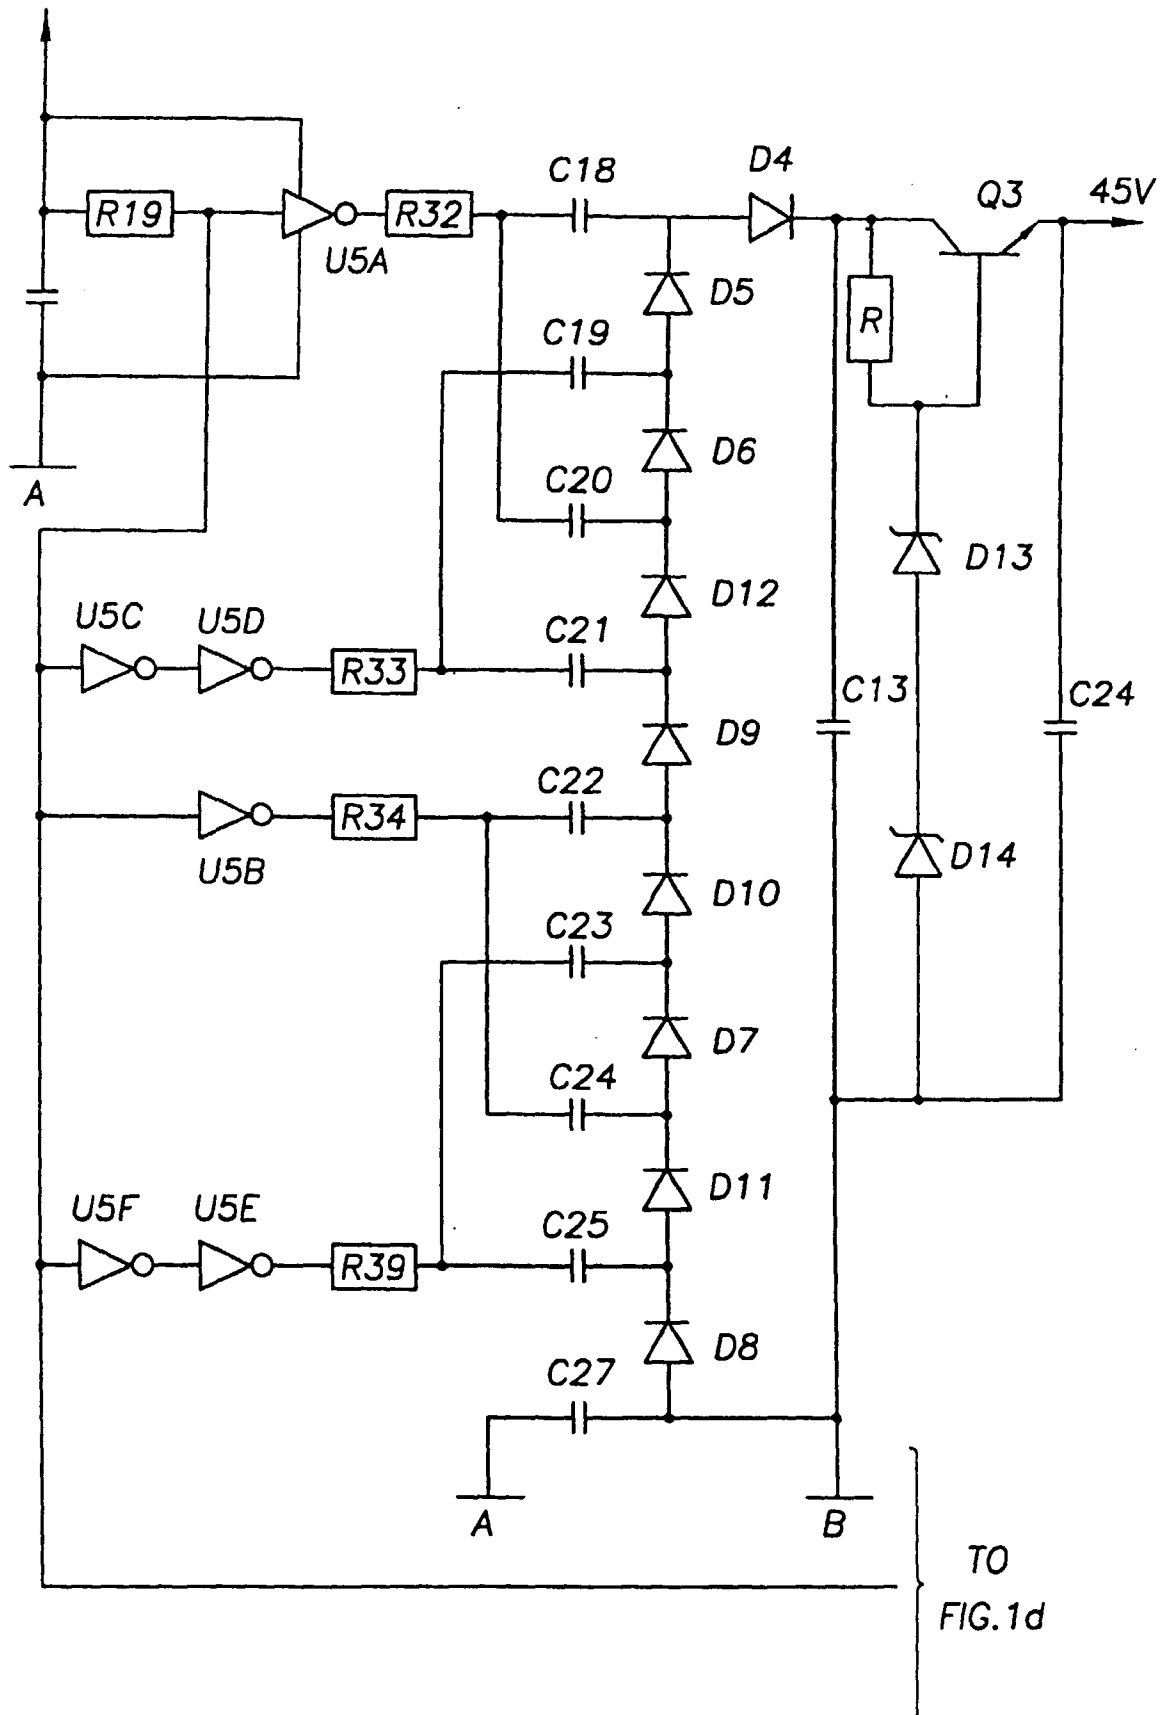 D4
C18
Q3
45V
R19
R32
U5A
D5
C19
R
D6
C20
D13
D12
U5C
U5D
C21
R33
C13
C24
D9
C22
R34
D14
U5B
D10
C23
D7
C24
D11
U5F
U5E
C25
R39
D8
C27
A
A
B
TO
FIG.1d